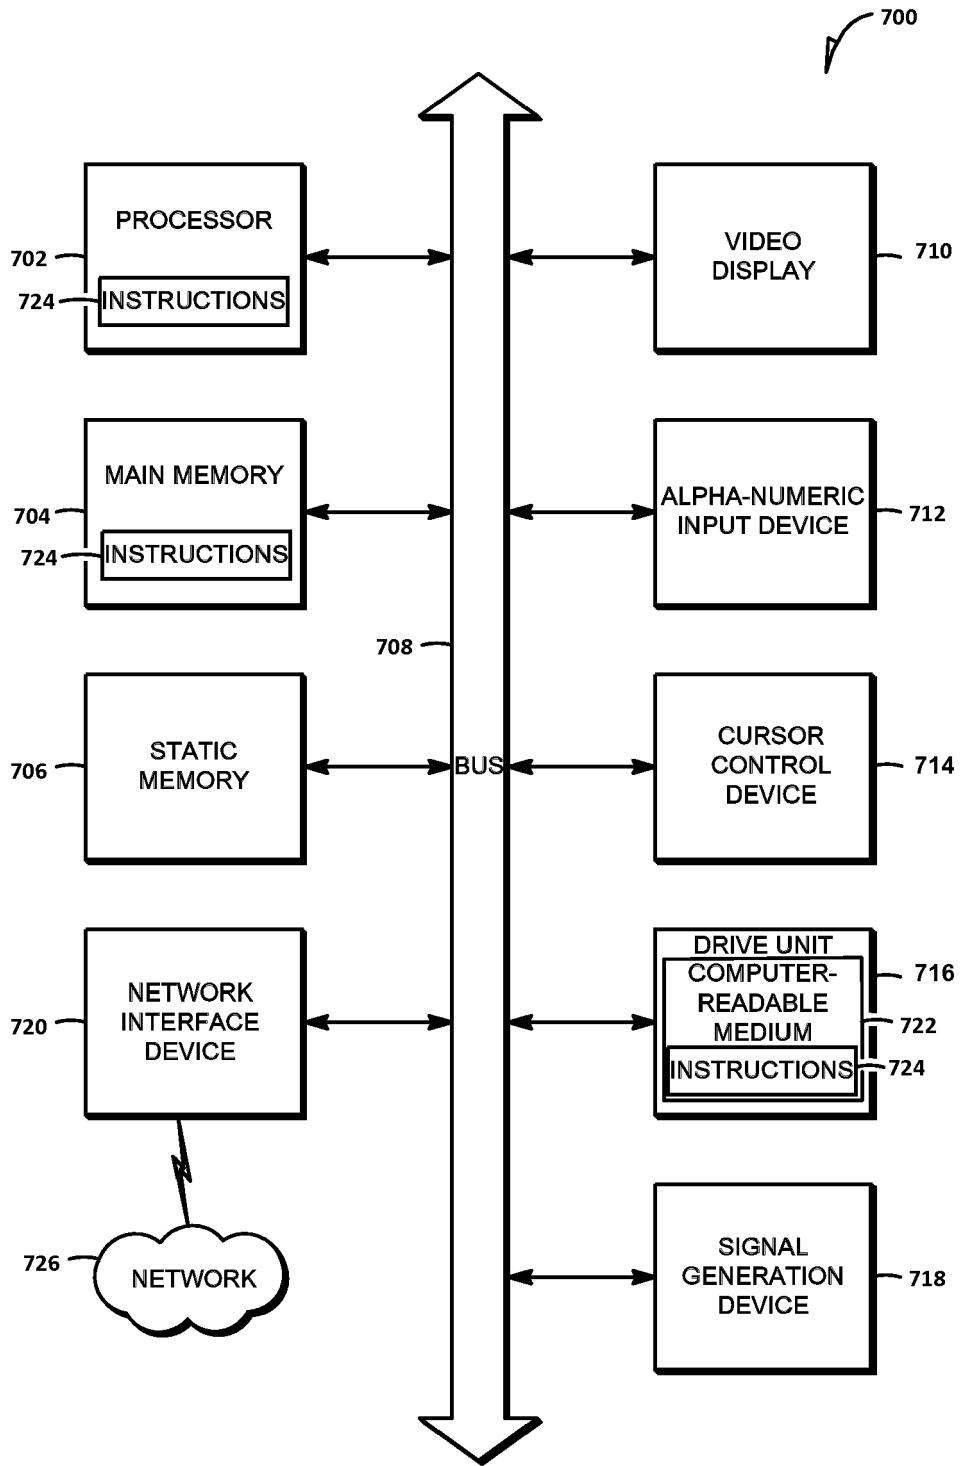 700
PROCESSOR
702
724
INSTRUCTIONS
VIDEO
DISPLAY
710
MAIN MEMORY
704
724
INSTRUCTIONS
ALPHA-NUMERIC
INPUT DEVICE
712
708
STATIC
MEMORY
706
BUS
CURSOR
CONTROL
DEVICE
714
NETWORK
INTERFACE
DEVICE
720
DRIVE UNIT
716
COMPUTER-
READABLE
MEDIUM
722
INSTRUCTIONS
724
726
NETWORK
SIGNAL
GENERATION
DEVICE
718